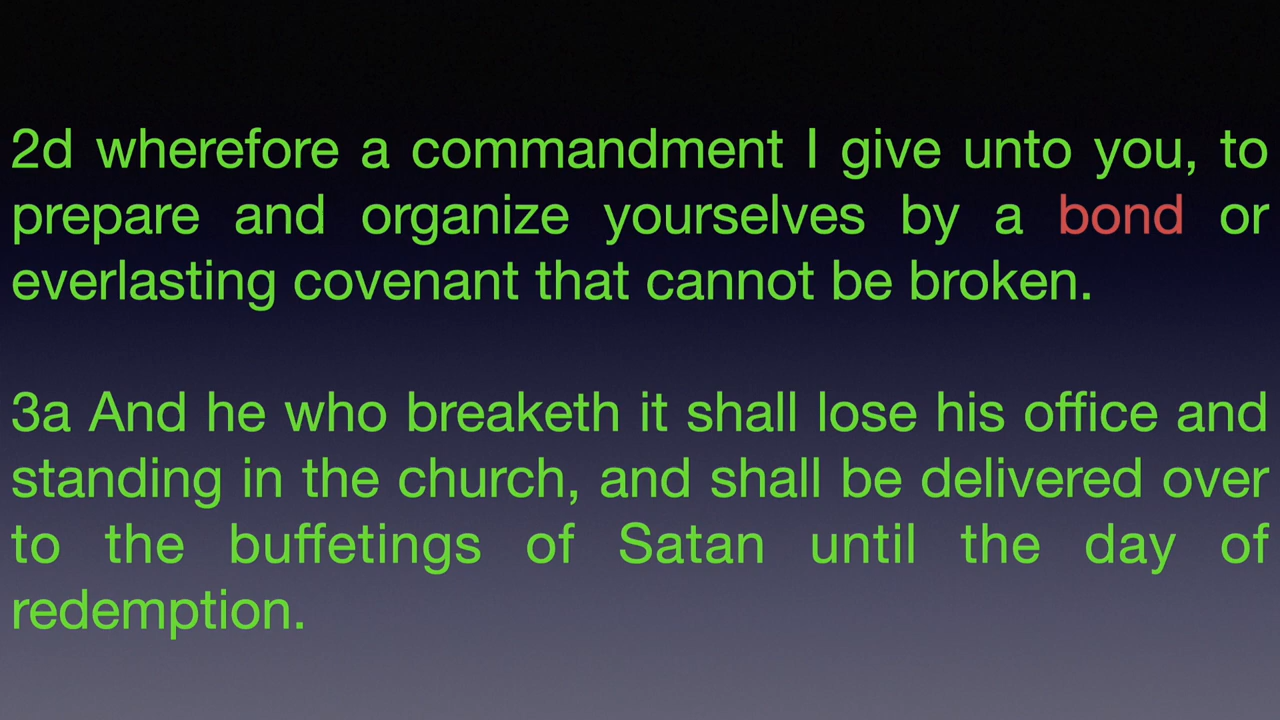 2d wherefore a commandment I give unto you, to
prepare and organize yourselves by a bond or
everlasting covenant that cannot be broken.
3a And he who breaketh it shall lose his office and
standing in the church, and shall be delivered over
to the buffetings of Satan until the day of
redemption.